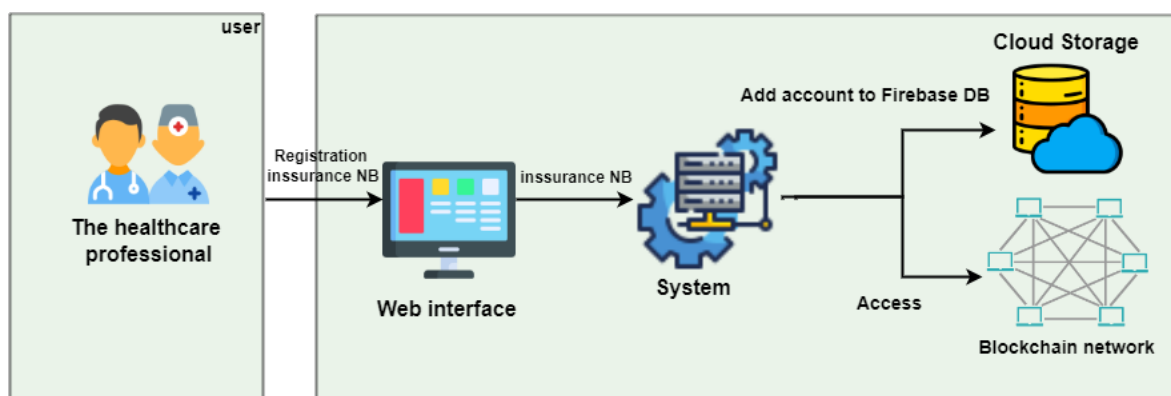 user
The healthcare
professional
Registration
inssurance NB
Web interface
inssurance NB
System
Add account to Firebase DB
Cloud Storage
Access
Blockchain network